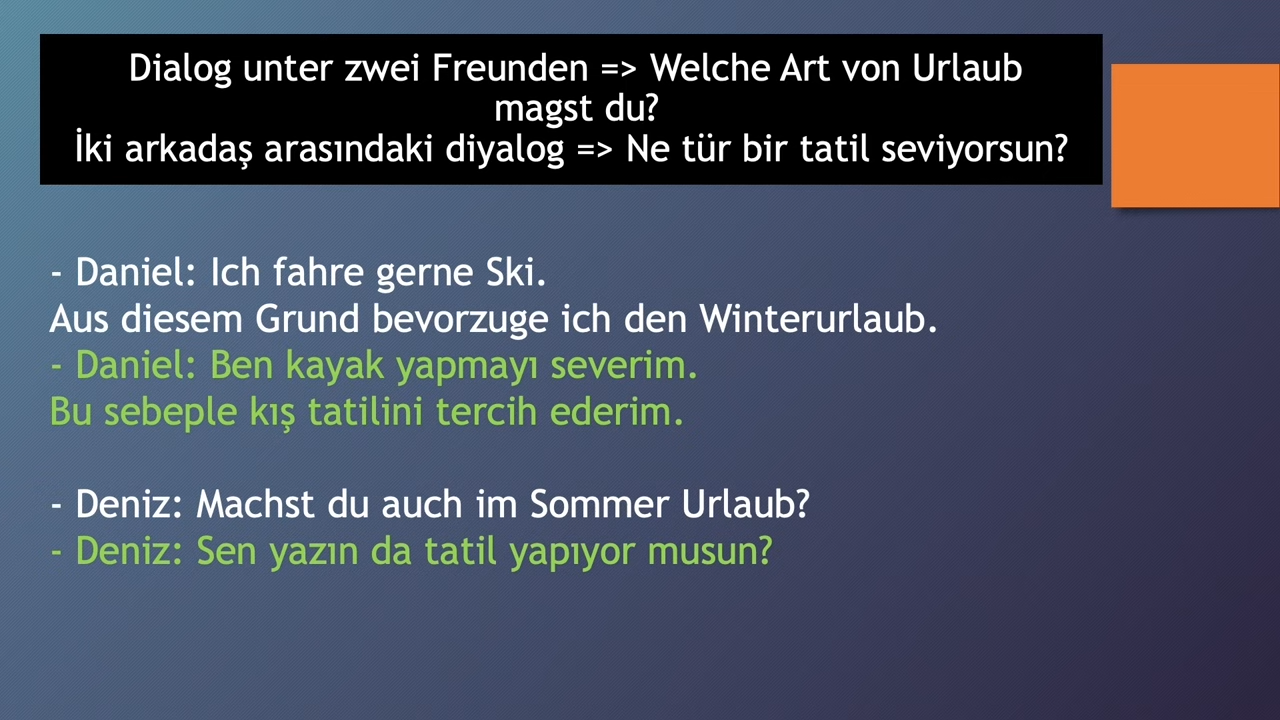 Dialog unter zwei Freunden => Welche Art von Urlaub
magst du?
İki arkadaş arasındaki diyalog => Ne tür bir tatil seviyorsun?
- Daniel: Ich fahre gerne Ski.
Aus diesem Grund bevorzuge ich den Winterurlaub.
- Daniel: Ben kayak yapmayı severim.
Bu sebeple kış tatilini tercih ederim.
- Deniz: Machst du auch im Sommer Urlaub?
- Deniz: Sen yazın da tatil yapıyor musun?